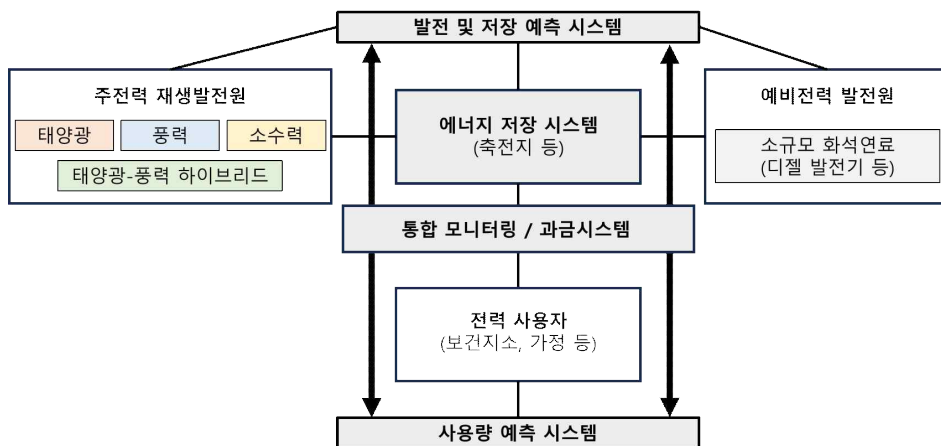 발전 및 저장 예측 시스템
주전력 재생발전원
태양광
풍력
소수력
태양광-풍력 하이브리드
에너지 저장 시스템
(축전지 등)
예비전력 발전원
소규모 화석연료
(디젤 발전기 등)
통합 모니터링 / 과금시스템
전력 사용자
(보건지소, 가정 등)
사용량 예측 시스템